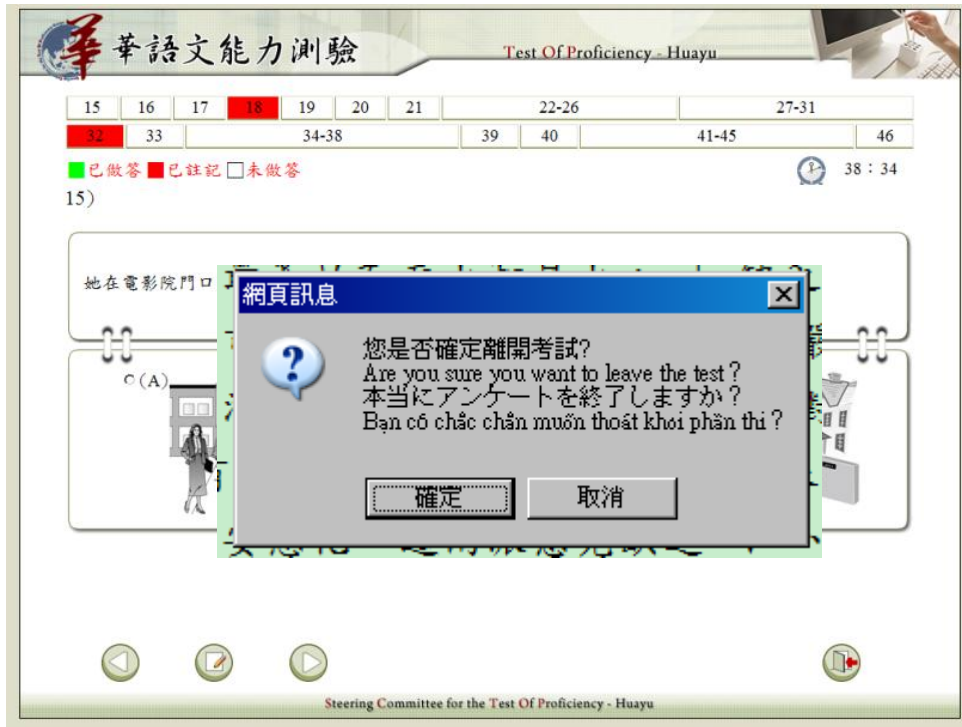 華語文能力測驗
Test Of Proficiency - Huayu
15 16 17 18 19 20 21 22-26 27-31
32 33 34-38 39 40 41-45 46
已做答 已註記 未做答 38：34
15）
她在電影院門口
網頁訊息
您是否確定離開考試?
Are you sure you want to leave the test？
本当にアンケートを終了しますか？
Bạn có chắc chắn muốn thoát khỏi phần thi？
(A)
確定 取消
Steering Committee for the Test Of Proficiency - Huayu